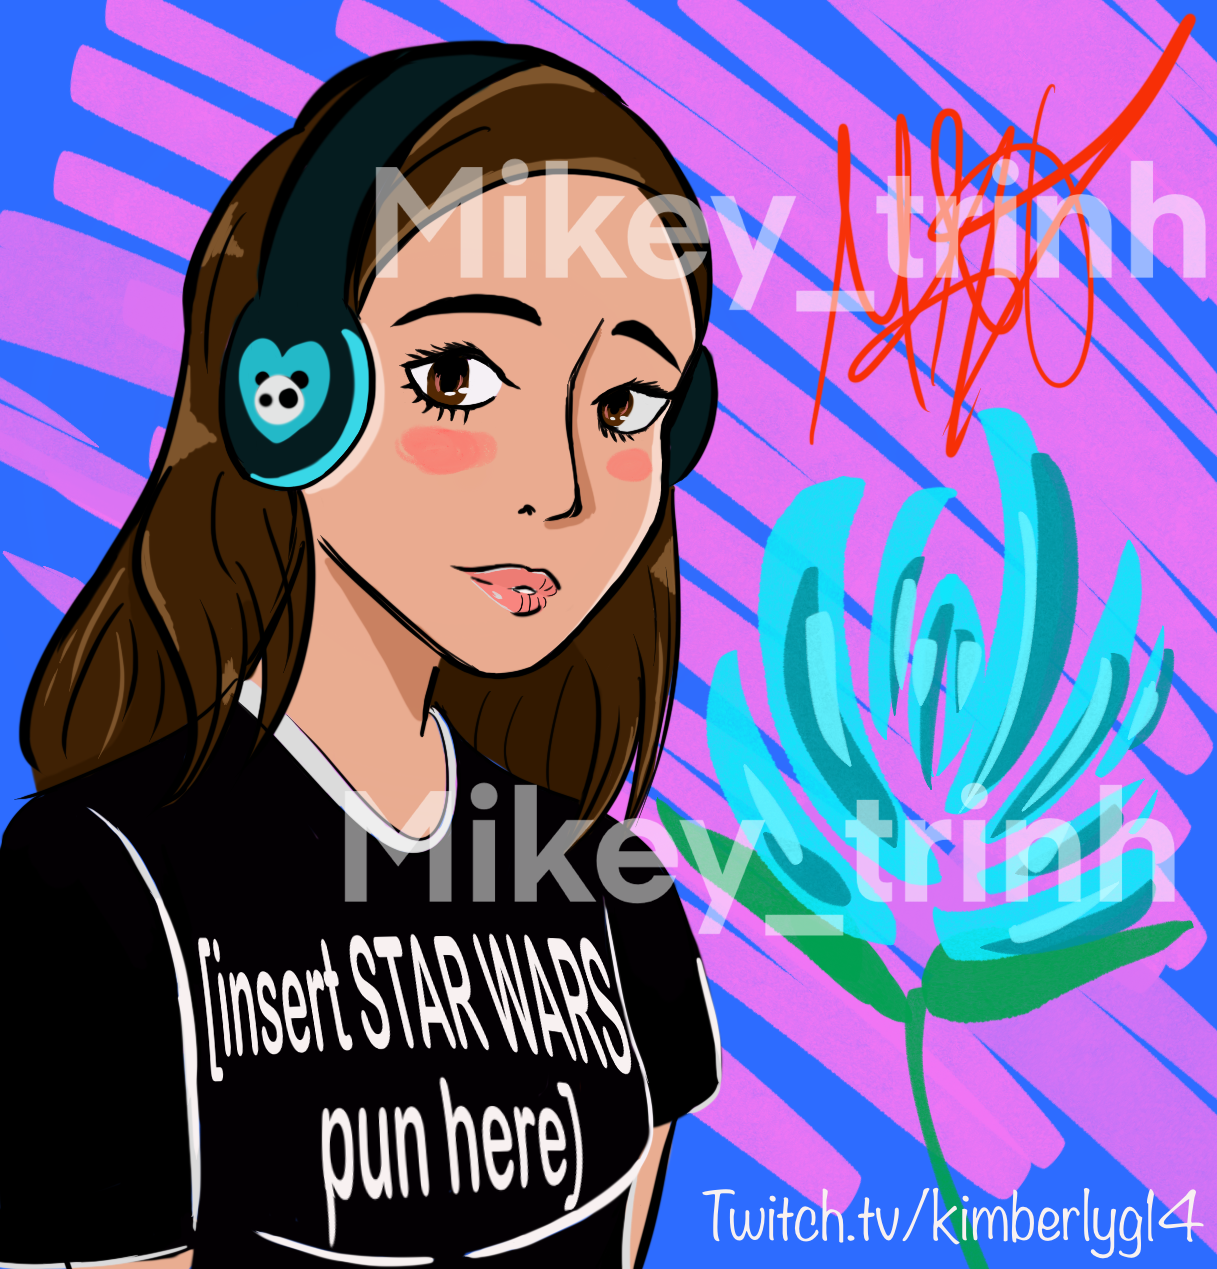 Mikey_trinh
Mikey_trinh
[insert STAR WARS
pun here]
Twitch.tv/kimberlyg14